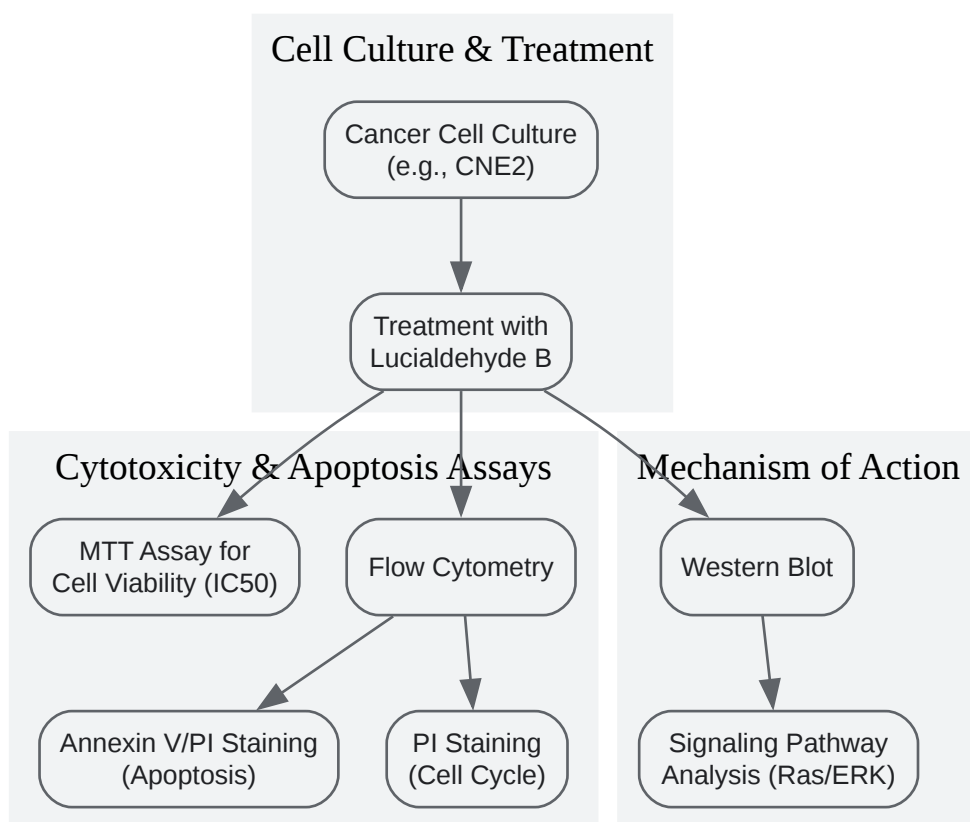 Cell Culture & Treatment
Cancer Cell Culture
(e.g., CNE2)
Treatment with
Lucialdehyde B
Cytotoxicity & Apoptosis Assays
Mechanism of Action
MTT Assay for
Cell Viability (IC50)
Flow Cytometry
Western Blot
Annexin V/PI Staining
(Apoptosis)
PI Staining
(Cell Cycle)
Signaling Pathway
Analysis (Ras/ERK)